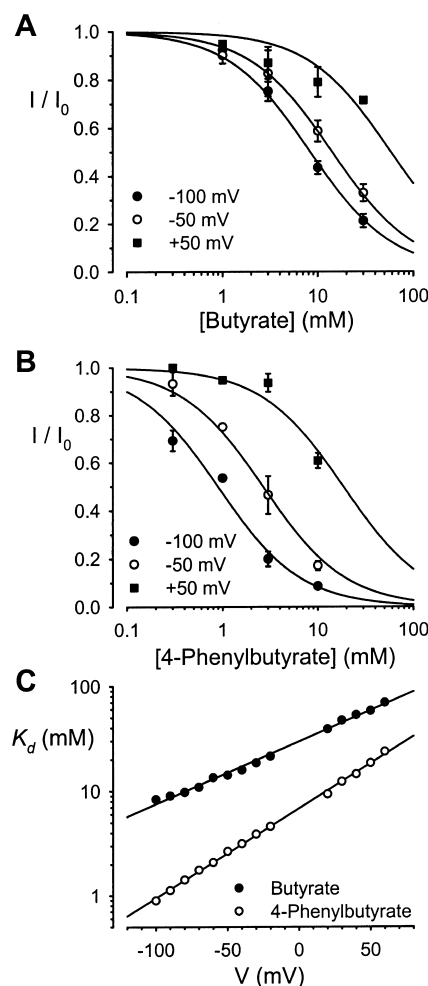 A
1.0
I / I0
0.8
0.6
0.4
0.2
0.0
-100 mV
-50 mV
+50 mV
0.1 1 10 100
[Butyrate] (mM)
B
1.0
I / I0
0.8
0.6
0.4
0.2
0.0
-100 mV
-50 mV
+50 mV
0.1 1 10 100
[4-Phenylbutyrate] (mM)
C
100
Kd (mM)
10
1
Butyrate
4-Phenylbutyrate
-100 -50 0 50
V (mV)